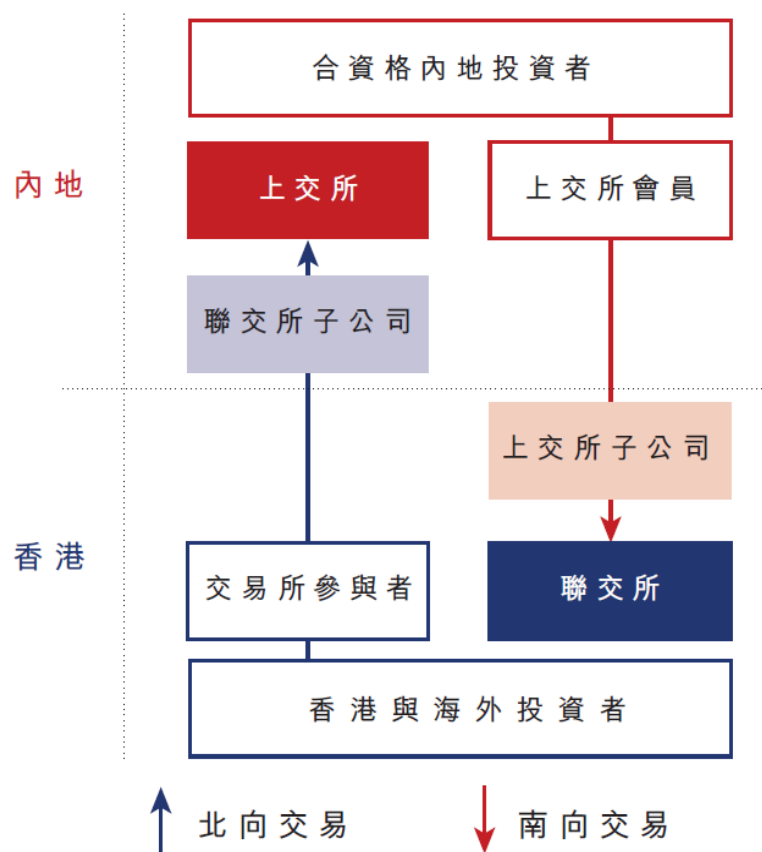 合資格內地投資者
內地
上交所
上交所會員
聯交所子公司
上交所子公司
香港
交易所參與者
聯交所
香港與海外投資者
北向交易
南向交易